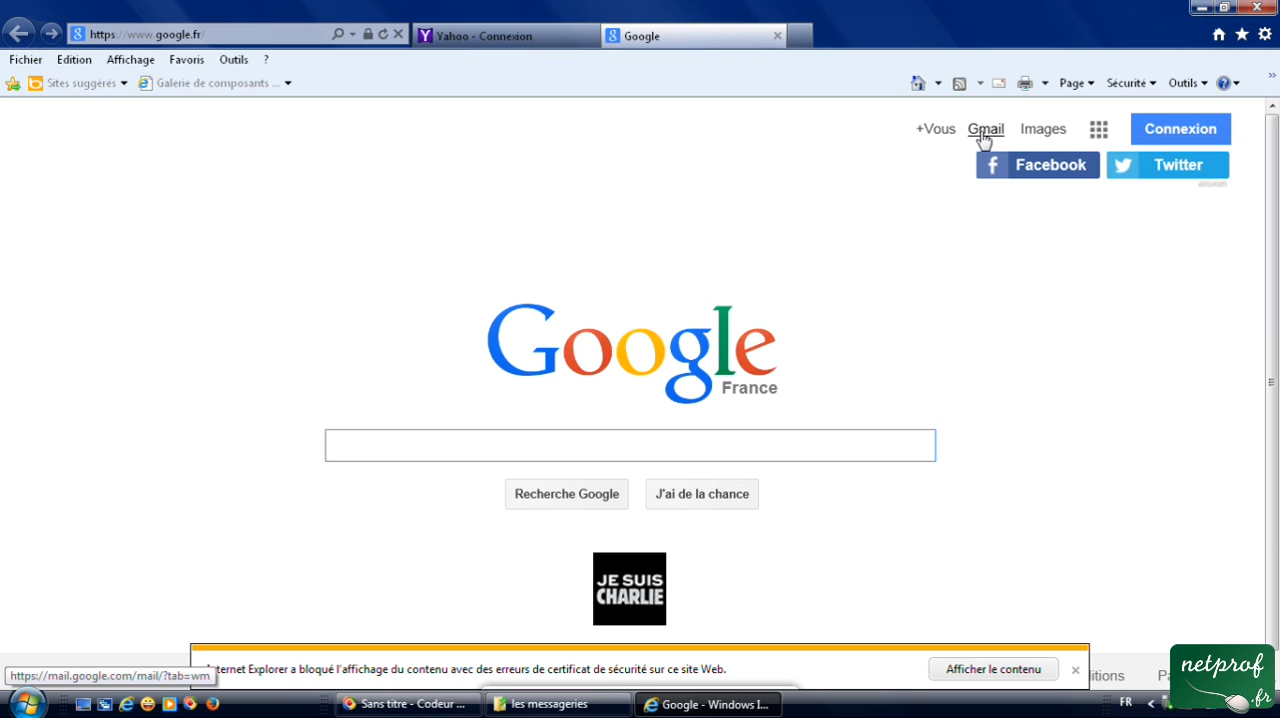 https://www.google.fr/
Yahoo - Connexion
Google
Fichier Edition Affichage Favoris Outils ?
Sites suggérés Galerie de composants ... Page Sécurité Outils
+Vous Gmail Images Connexion
Facebook Twitter
Google
France
Recherche Google J'ai de la chance
JE SUIS
CHARLIE
Internet Explorer a bloqué l'affichage du contenu avec des erreurs de certificat de sécurité sur ce site Web. Afficher le contenu
https://mail.google.com/mail/?tab=wm
netprof
.fr
Sans titre - Codeur ... les messageries Google - Windows I... FR